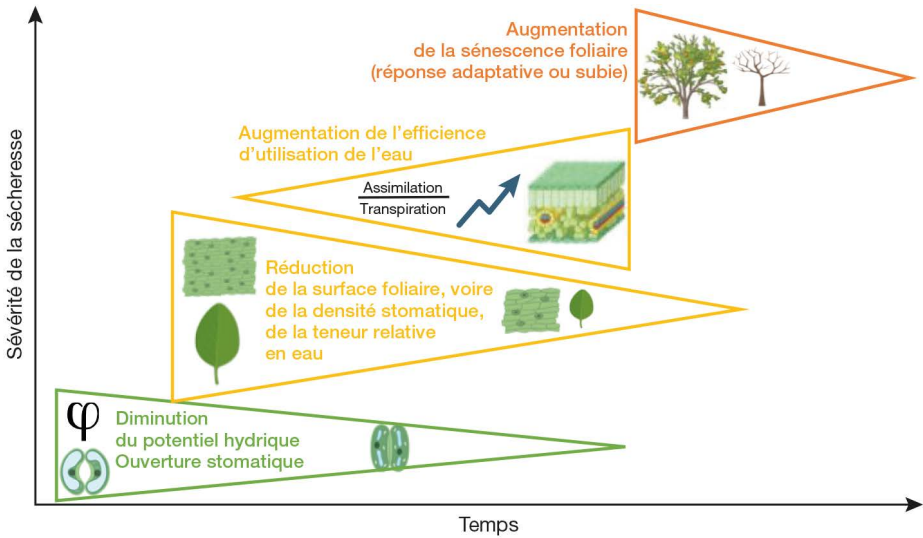 Augmentation
de la sénescence foliaire
(réponse adaptative ou subie)
Augmentation de l'efficience
d'utilisation de l'eau
Assimilation
Transpiration
Réduction
de la surface foliaire, voire
de la densité stomatique,
de la teneur relative
en eau
φ
Diminution
du potentiel hydrique
Ouverture stomatique
Sévérité de la sécheresse
Temps